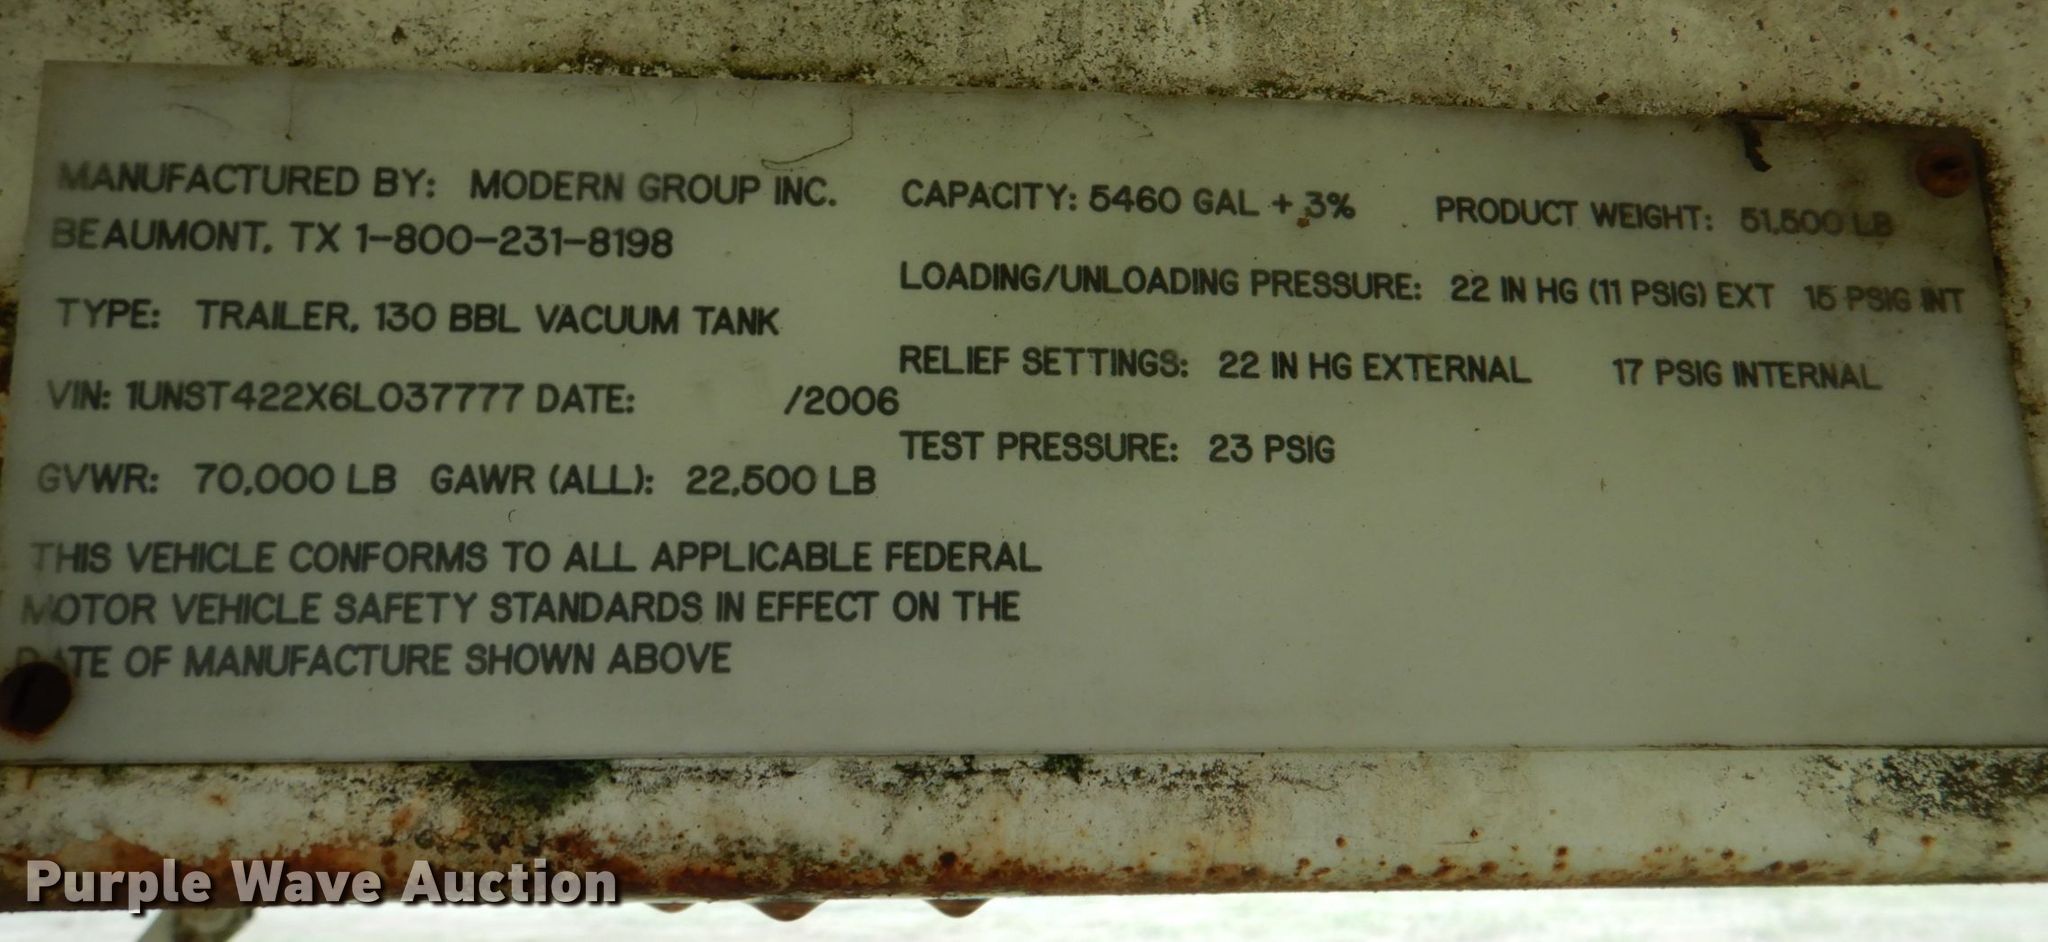 MANUFACTURED BY: MODERN GROUP INC.
BEAUMONT, TX 1-800-231-8198
TYPE: TRAILER, 130 BBL VACUUM TANK
VIN: 1UNST422X6L037777 DATE: /2006
GVWR: 70,000 LB GAWR (ALL): 22,500 LB
THIS VEHICLE CONFORMS TO ALL APPLICABLE FEDERAL
MOTOR VEHICLE SAFETY STANDARDS IN EFFECT ON THE
DATE OF MANUFACTURE SHOWN ABOVE
CAPACITY: 5460 GAL + 3% PRODUCT WEIGHT: 51,500 LB
LOADING/UNLOADING PRESSURE: 22 IN HG (11 PSIG) EXT 15 PSIG INT
RELIEF SETTINGS: 22 IN HG EXTERNAL 17 PSIG INTERNAL
TEST PRESSURE: 23 PSIG
Purple Wave Auction